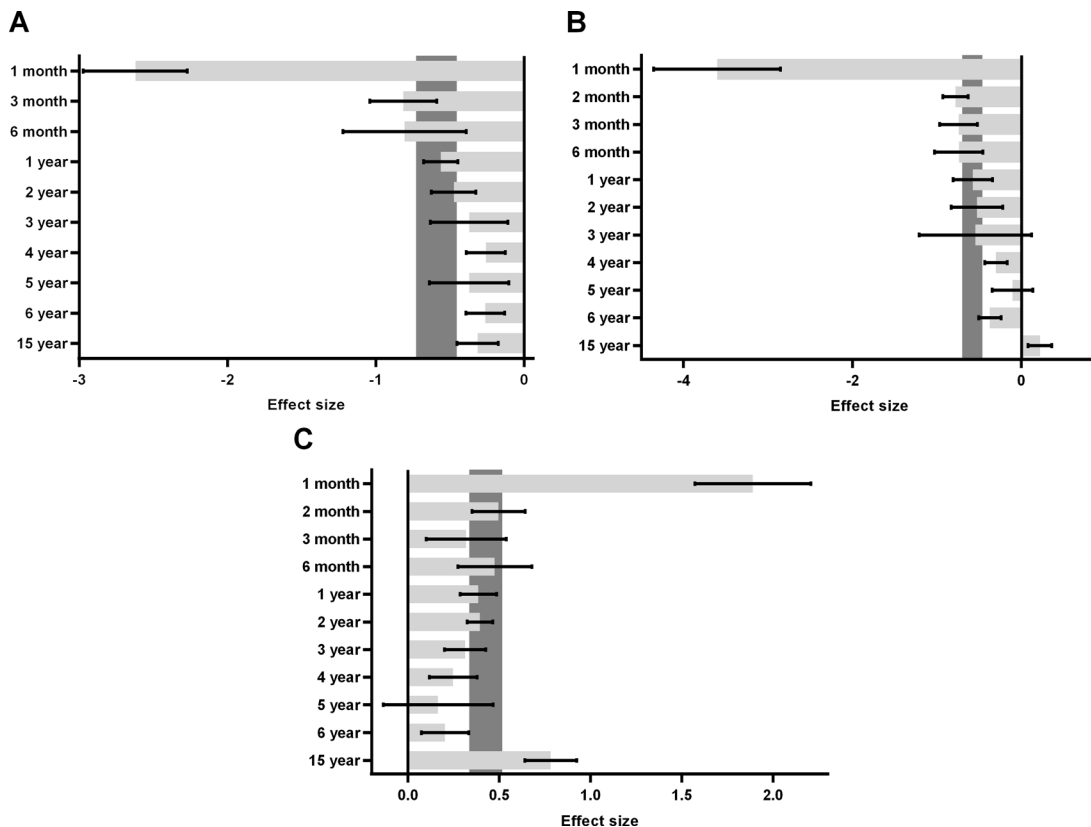 A
1 month
3 month
6 month
1 year
2 year
3 year
4 year
5 year
6 year
15 year
-3 -2 -1 0
Effect size
B
1 month
2 month
3 month
6 month
1 year
2 year
3 year
4 year
5 year
6 year
15 year
-4 -2 0
Effect size
C
1 month
2 month
3 month
6 month
1 year
2 year
3 year
4 year
5 year
6 year
15 year
0.0 0.5 1.0 1.5 2.0
Effect size